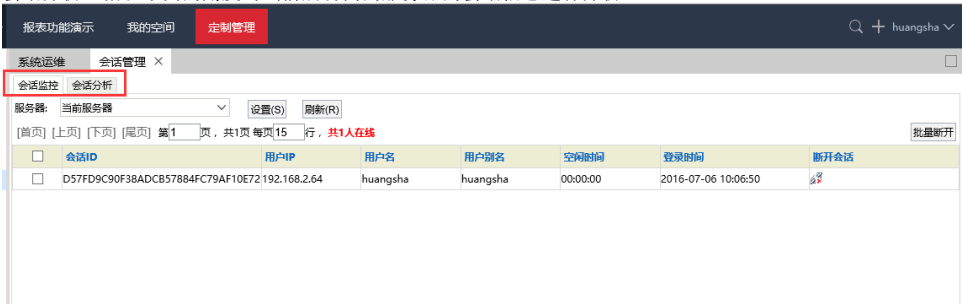 报表功能演示 我的空间 定制管理 huangsha
系统运维 会话管理 ×
会话监控 会话分析
服务器: 当前服务器 设置(S) 刷新(R)
[首页] [上页] [下页] [尾页] 第1 页，共1页 每页15 行，共1人在线 批量断开
会话ID 用户IP 用户名 用户别名 空闲时间 登录时间 断开会话
D57FD9C90F38ADCB57884FC79AF10E72 192.168.2.64 huangsha huangsha 00:00:00 2016-07-06 10:06:50